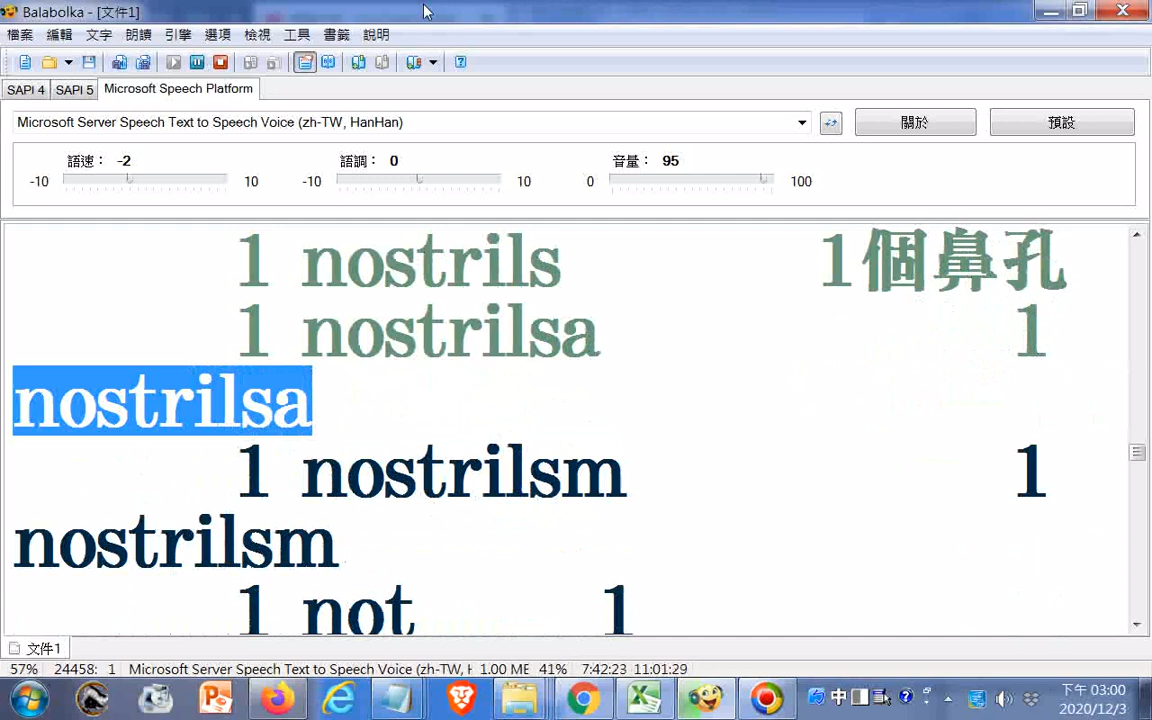 Balabolka - [文件1]
檔案 編輯 文字 朗讀 引擎 選項 檢視 工具 書籤 說明
SAPI 4 SAPI 5 Microsoft Speech Platform
Microsoft Server Speech Text to Speech Voice (zh-TW, HanHan) 關於 預設
語速： -2 語調： 0 音量： 95
-10 10 -10 10 0 100
1 nostrils 1個鼻孔
1 nostrilsa 1
nostrilsa
1 nostrilsm 1
nostrilsm
1 not 1
文件1
57% 24458: 1 Microsoft Server Speech Text to Speech Voice (zh-TW, 1.00 ME 41% 7:42:23 11:01:29
中 下午 03:00
2020/12/3